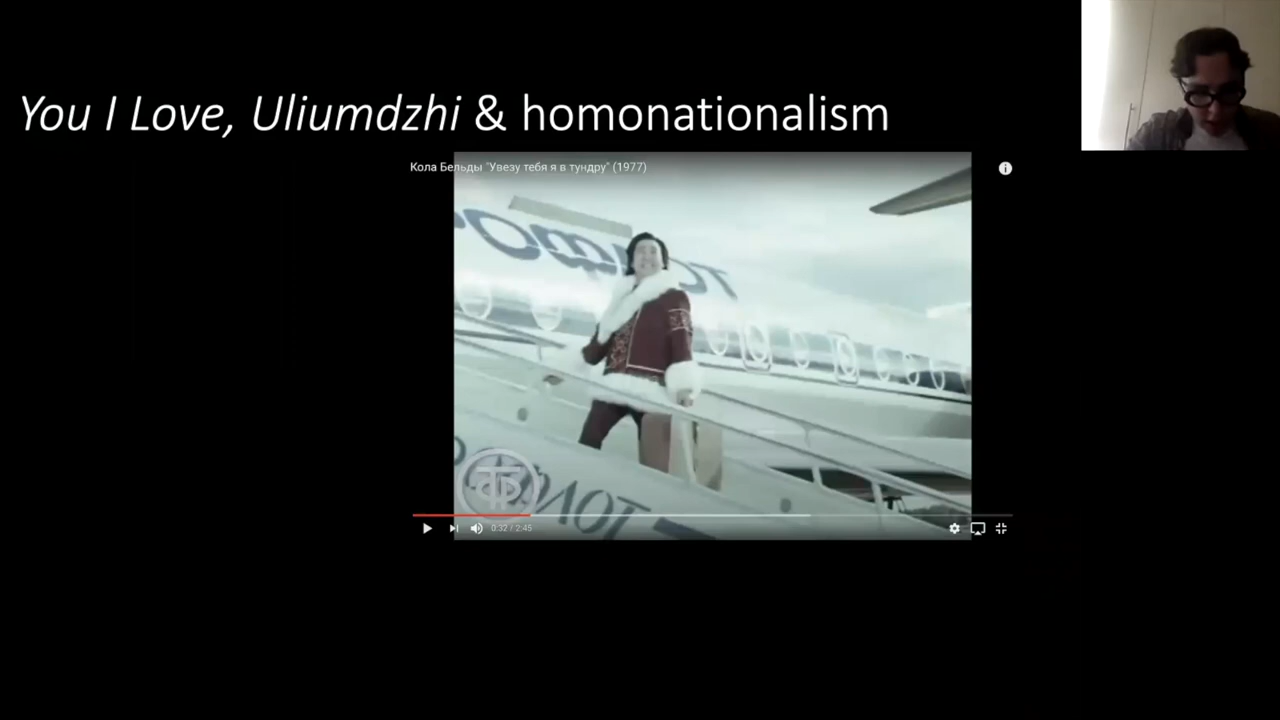 You I Love, Uliumdzhi & homonationalism
Кола Бельды "Увезу тебя я в тундру" (1977)
0:32 / 2:45